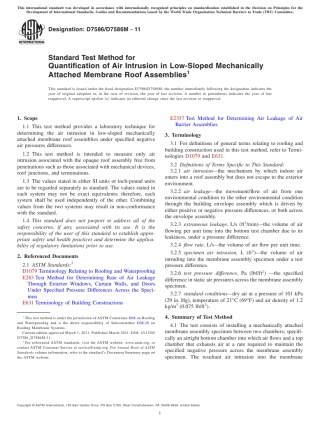 This international standard was developed in accordance with internationally recognized principles on standardization established in the Decision on Principles for the
Development of International Standards, Guides and Recommendations issued by the World Trade Organization Technical Barriers to Trade (TBT) Committee.
Designation: D7586/D7586M – 11
INTERNATIONAL
Standard Test Method for
Quantification of Air Intrusion in Low-Sloped Mechanically
Attached Membrane Roof Assemblies1
This standard is issued under the fixed designation D7586/D7586M; the number immediately following the designation indicates the
year of original adoption or, in the case of revision, the year of last revision. A number in parentheses indicates the year of last
reapproval. A superscript epsilon (ε) indicates an editorial change since the last revision or reapproval.
1. Scope
1.1 This test method provides a laboratory technique for
determining the air intrusion in low-sloped mechanically
attached membrane roof assemblies under specified negative
air pressures differences.
1.2 This test method is intended to measure only air
intrusion associated with the opaque roof assembly free from
penetrations such as those associated with mechanical devices,
roof junctions, and terminations.
1.3 The values stated in either SI units or inch-pound units
are to be regarded separately as standard. The values stated in
each system may not be exact equivalents; therefore, each
system shall be used independently of the other. Combining
values from the two systems may result in non-conformance
with the standard.
1.4 This standard does not purport to address all of the
safety concerns, if any, associated with its use. It is the
responsibility of the user of this standard to establish appro-
priate safety and health practices and determine the applica-
bility of regulatory limitations prior to use.
2. Referenced Documents
2.1 ASTM Standards:2
D1079 Terminology Relating to Roofing and Waterproofing
E283 Test Method for Determining Rate of Air Leakage
Through Exterior Windows, Curtain Walls, and Doors
Under Specified Pressure Differences Across the Speci-
men
E631 Terminology of Building Constructions
1 This test method is under the jurisdiction of ASTM Committee D08 on Roofing
and Waterproofing and is the direct responsibility of Subcommittee D08.20 on
Roofing Membrane Systems.
Current edition approved March 1, 2011. Published March 2011. DOI: 10.1520/
D7586_D7586M-11.
2 For referenced ASTM standards, visit the ASTM website, www.astm.org, or
contact ASTM Customer Service at service@astm.org. For Annual Book of ASTM
Standards volume information, refer to the standard's Document Summary page on
the ASTM website.
E2357 Test Method for Determining Air Leakage of Air
Barrier Assemblies
3. Terminology
3.1 For definitions of general terms relating to roofing and
building construction used in this test method, refer to Termi-
nologies D1079 and E631.
3.2 Definitions of Terms Specific to This Standard:
3.2.1 air intrusion—the mechanism by which indoor air
enters into a roof assembly but does not escape to the exterior
environment.
3.2.2 air leakage—the movement/flow of air from one
environmental condition to the other environmental condition
through the building envelope assembly which is driven by
either positive or negative pressure differences, or both across
the envelope assembly.
3.2.3 extraneous leakage, L/s (ft3/min)—the volume of air
flowing per unit time into the bottom test chamber due to its
tightness, under a pressure difference.
3.2.4 flow rate, L/s—the volume of air flow per unit time.
3.2.5 specimen air intrusion, L (ft3)—the volume of air
intruding into the membrane assembly specimen under a test
pressure difference.
3.2.6 test pressure difference, Pa (lbf/ft2) —the specified
difference in static air pressures across the membrane assembly
specimen.
3.2.7 standard conditions—dry air at a pressure of 101 kPa
(29 in. Hg), temperature of 21°C (69°F) and air density of 1.2
kg/m3 (0.075 lb/ft3).
4. Summary of Test Method
4.1 The test consists of installing a mechanically attached
membrane assembly specimen between two chambers; specifi-
cally an airtight bottom chamber into which air flows and a top
chamber that exhausts air at a rate required to maintain the
specified negative pressure across the membrane assembly
specimen. The resultant air intrusion into the membrane
Copyright © ASTM International, 100 Barr Harbor Drive, PO Box C700, West Conshohocken, PA 19428-2959. United States
1